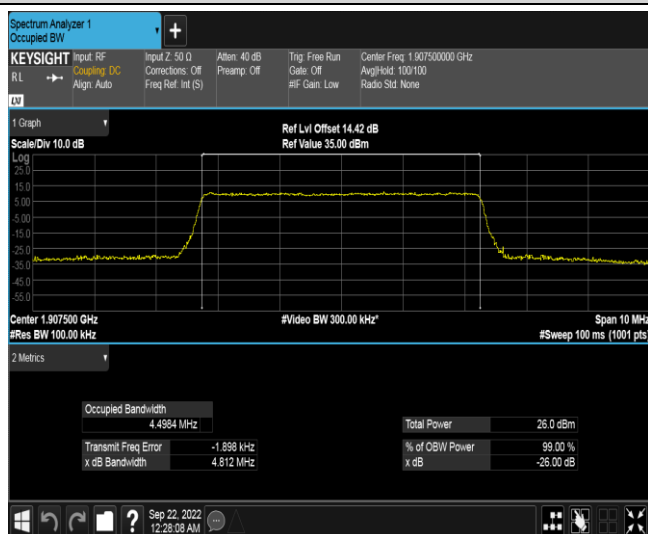 Spectrum Analyzer 1
Occupied BW
+
KEYSIGHT
RL
LXI
Input: RF
Coupling: DC
Align: Auto
Input Z: 50 Ω
Corrections: Off
Freq Ref: Int (S)
Atten: 40 dB
Preamp: Off
Trig: Free Run
Gate: Off
#IF Gain: Low
Center Freq: 1.907500000 GHz
Avg|Hold: 100/100
Radio Std: None
1 Graph
Scale/Div 10.0 dB
Ref Lvl Offset 14.42 dB
Ref Value 35.00 dBm
Log
25.0
15.0
5.00
-5.00
-15.0
-25.0
-35.0
-45.0
-55.0
Center 1.907500 GHz
#Res BW 100.00 kHz
#Video BW 300.00 kHz*
Span 10 MHz
#Sweep 100 ms (1001 pts)
2 Metrics
Occupied Bandwidth
4.4984 MHz
Transmit Freq Error -1.898 kHz
x dB Bandwidth 4.812 MHz
Total Power 26.0 dBm
% of OBW Power 99.00 %
x dB -26.00 dB
?
Sep 22, 2022
12:28:08 AM